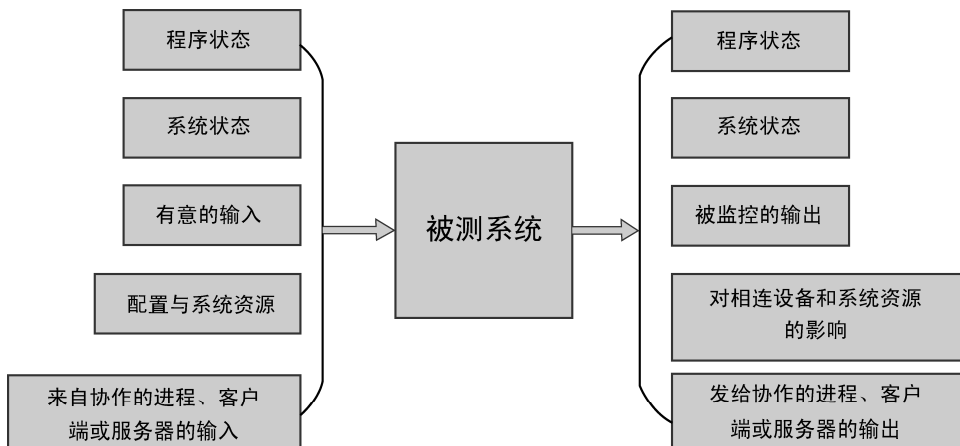 程序状态
系统状态
有意的输入
配置与系统资源
来自协作的进程、客户
端或服务器的输入
被测系统
程序状态
系统状态
被监控的输出
对相连设备和系统资源
的影响
发给协作的进程、客户
端或服务器的输出